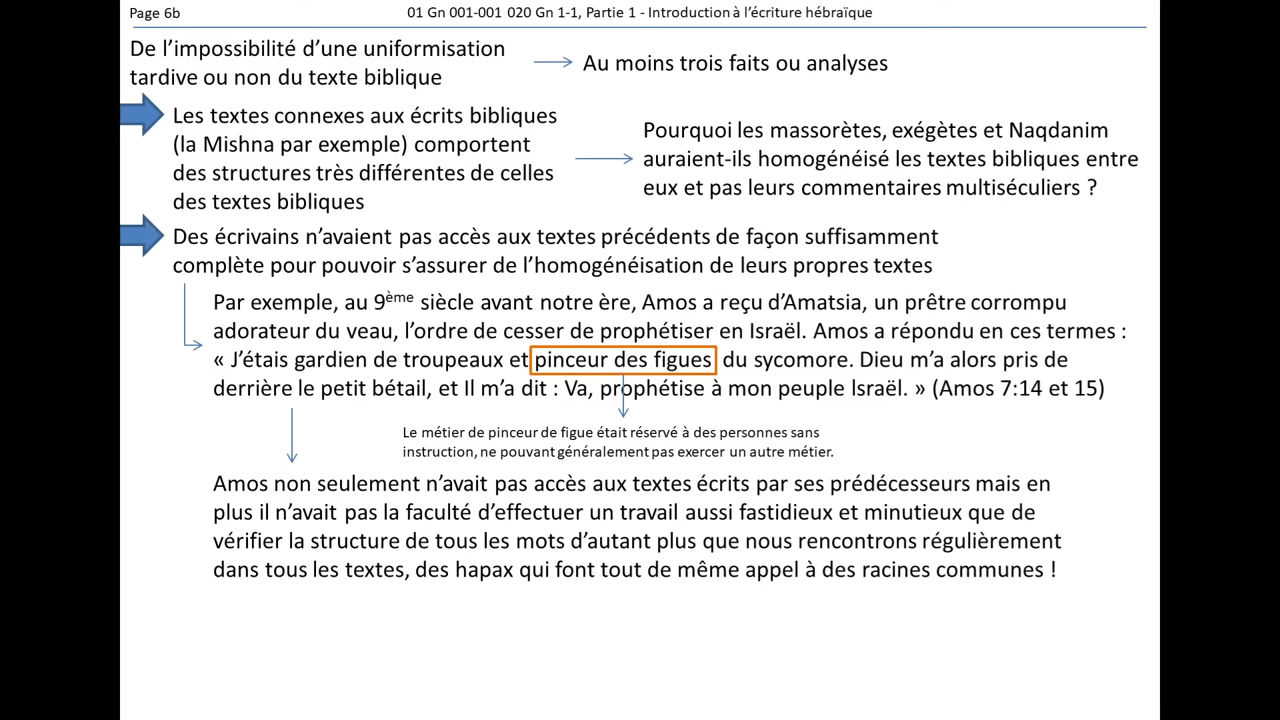 Page 6b
01 Gn 001-001 020 Gn 1-1, Partie 1 - Introduction à l’écriture hébraïque
De l’impossibilité d’une uniformisation
tardive ou non du texte biblique
Au moins trois faits ou analyses
Les textes connexes aux écrits bibliques
(la Mishna par exemple) comportent
des structures très différentes de celles
des textes bibliques
Pourquoi les massorètes, exégètes et Naqdanim
auraient-ils homogénéisé les textes bibliques entre
eux et pas leurs commentaires multiséculiers ?
Des écrivains n’avaient pas accès aux textes précédents de façon suffisamment
complète pour pouvoir s’assurer de l’homogénéisation de leurs propres textes
Par exemple, au 9ème siècle avant notre ère, Amos a reçu d’Amatsia, un prêtre corrompu
adorateur du veau, l’ordre de cesser de prophétiser en Israël. Amos a répondu en ces termes :
« J’étais gardien de troupeaux et pinceur des figues du sycomore. Dieu m’a alors pris de
derrière le petit bétail, et Il m’a dit : Va, prophétise à mon peuple Israël. » (Amos 7:14 et 15)
Le métier de pinceur de figue était réservé à des personnes sans
instruction, ne pouvant généralement pas exercer un autre métier.
Amos non seulement n’avait pas accès aux textes écrits par ses prédécesseurs mais en
plus il n’avait pas la faculté d’effectuer un travail aussi fastidieux et minutieux que de
vérifier la structure de tous les mots d’autant plus que nous rencontrons régulièrement
dans tous les textes, des hapax qui font tout de même appel à des racines communes !